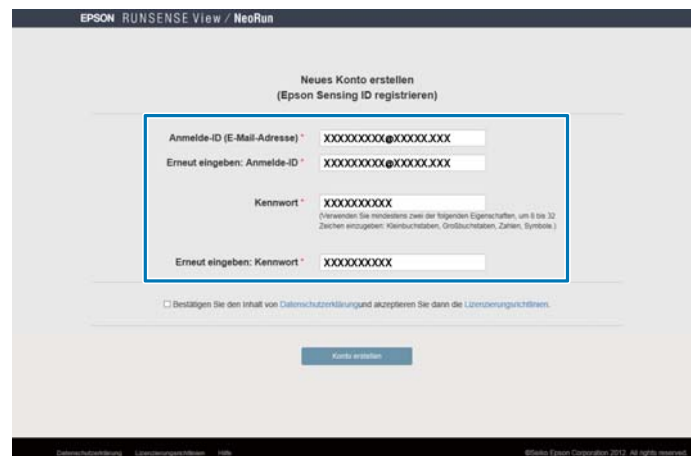 EPSON RUNSENSE View / NeoRun
Neues Konto erstellen
(Epson Sensing ID registrieren)
Anmelde-ID (E-Mail-Adresse) * XXXXXXXXX@XXXXX.XXX
Erneut eingeben: Anmelde-ID * XXXXXXXXX@XXXXX.XXX
Kennwort * XXXXXXXXXX
(Verwenden Sie mindestens zwei der folgenden Eigenschaften, um 8 bis 32
Zeichen einzugeben: Kleinbuchstaben, Großbuchstaben, Zahlen, Symbole.)
Erneut eingeben: Kennwort * XXXXXXXXXX
Bestätigen Sie den Inhalt von Datenschutzerklärungund akzeptieren Sie dann die Lizenzierungsrichtlinien.
Konto erstellen
Datenschutzerklärung Lizenzierungsrichtlinien Hilfe ©Seiko Epson Corporation 2012. All rights reserved.